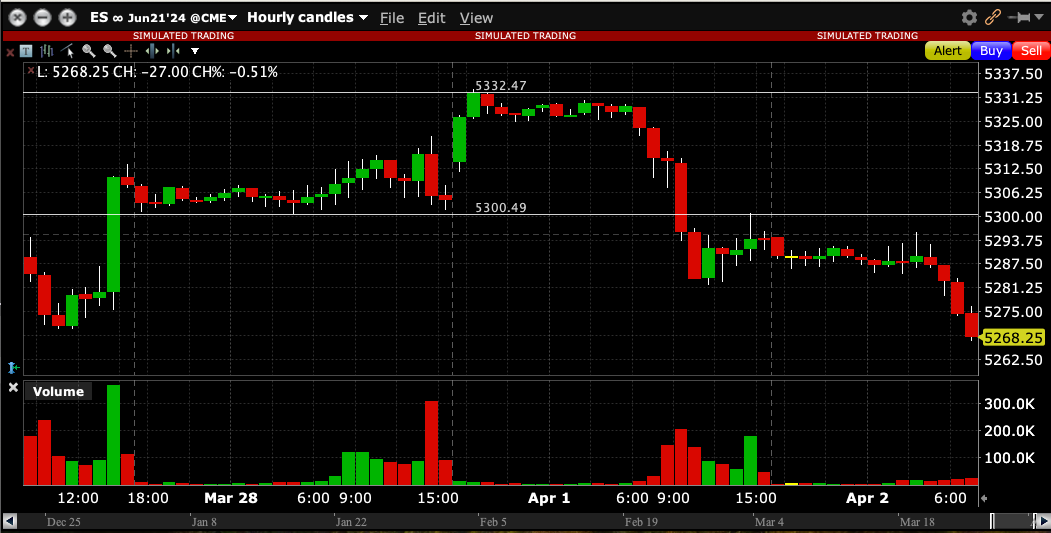 ES ∞ Jun21'24 @CME Hourly candles File Edit View
SIMULATED TRADING SIMULATED TRADING SIMULATED TRADING
T Alert Buy Sell
L: 5268.25 CH: −27.00 CH%: −0.51%
5337.50
5332.47
5331.25
5325.00
5318.75
5312.50
5306.25
5300.49
5300.00
5293.75
5287.50
5281.25
5275.00
5268.25
5262.50
Volume
300.0K
200.0K
100.0K
12:00 18:00 Mar 28 6:00 9:00 15:00 Apr 1 6:00 9:00 15:00 Apr 2 6:00
Dec 25 Jan 8 Jan 22 Feb 5 Feb 19 Mar 4 Mar 18